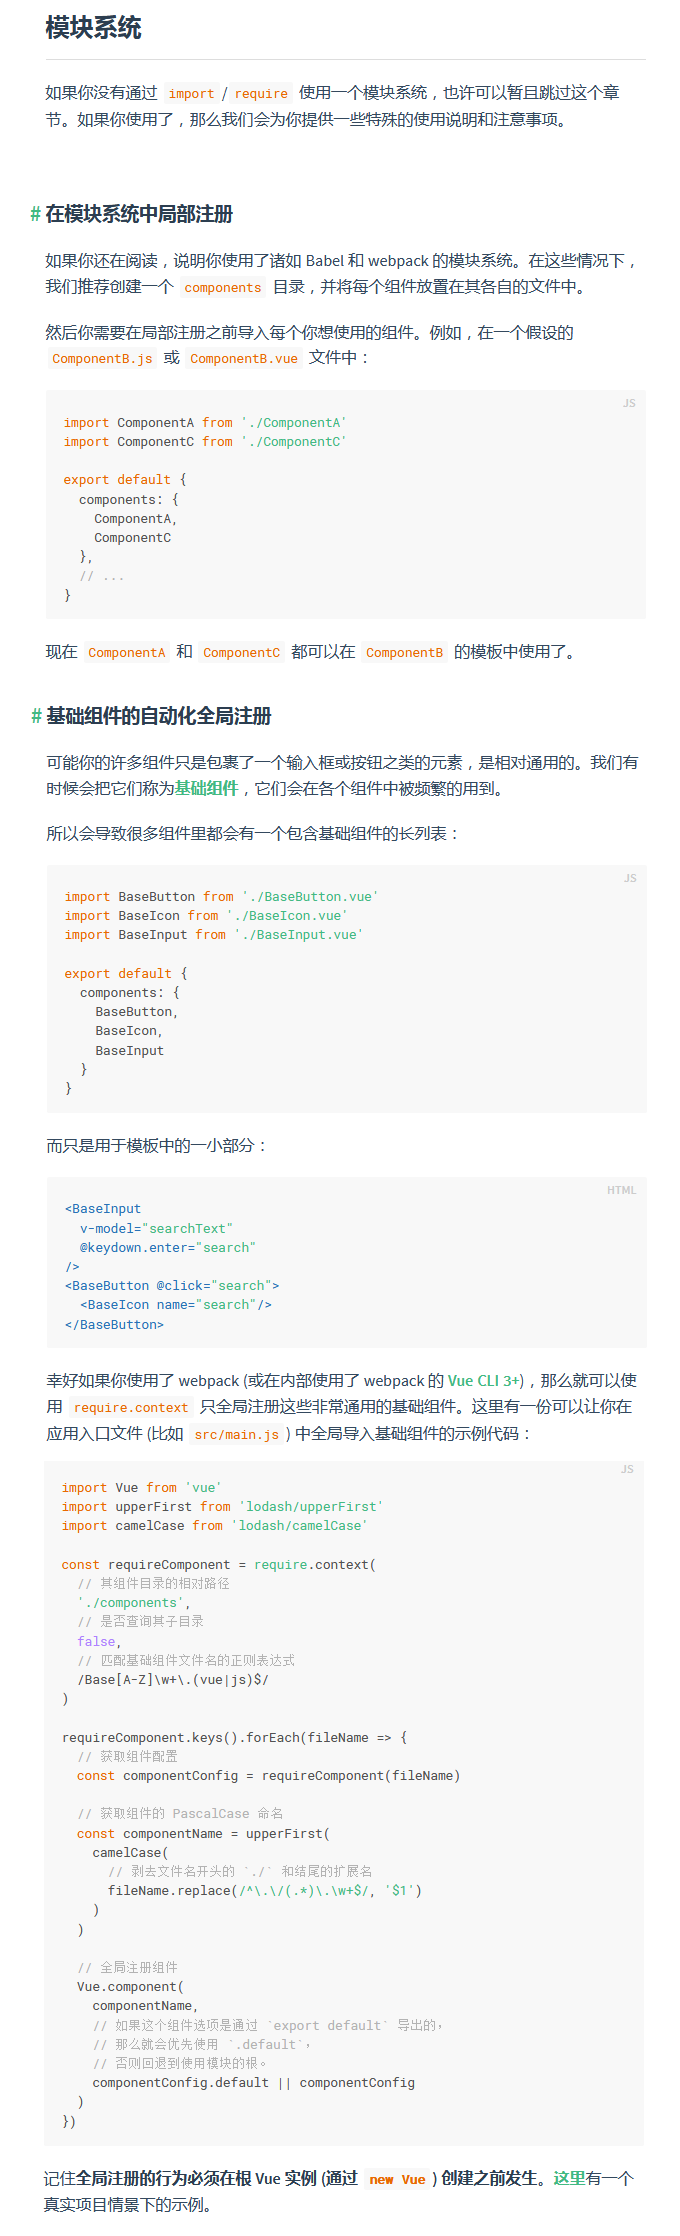 模块系统
如果你没有通过 import / require 使用一个模块系统，也许可以暂且跳过这个章
节。如果你使用了，那么我们会为你提供一些特殊的使用说明和注意事项。
# 在模块系统中局部注册
如果你还在阅读，说明你使用了诸如 Babel 和 webpack 的模块系统。在这些情况下，
我们推荐创建一个 components 目录，并将每个组件放置在其各自的文件中。
然后你需要在局部注册之前导入每个你想使用的组件。例如，在一个假设的
ComponentB.js 或 ComponentB.vue 文件中：
JS
import ComponentA from './ComponentA'
import ComponentC from './ComponentC'
export default {
  components: {
    ComponentA,
    ComponentC
  },
  // ...
}
现在 ComponentA 和 ComponentC 都可以在 ComponentB 的模板中使用了。
# 基础组件的自动化全局注册
可能你的许多组件只是包裹了一个输入框或按钮之类的元素，是相对通用的。我们有
时候会把它们称为基础组件，它们会在各个组件中被频繁的用到。
所以会导致很多组件里都会有一个包含基础组件的长列表：
JS
import BaseButton from './BaseButton.vue'
import BaseIcon from './BaseIcon.vue'
import BaseInput from './BaseInput.vue'
export default {
  components: {
    BaseButton,
    BaseIcon,
    BaseInput
  }
}
而只是用于模板中的一小部分：
HTML
<BaseInput
  v-model="searchText"
  @keydown.enter="search"
/>
<BaseButton @click="search">
  <BaseIcon name="search"/>
</BaseButton>
幸好如果你使用了 webpack (或在内部使用了 webpack 的 Vue CLI 3+)，那么就可以使
用 require.context 只全局注册这些非常通用的基础组件。这里有一份可以让你在
应用入口文件 (比如 src/main.js ) 中全局导入基础组件的示例代码：
JS
import Vue from 'vue'
import upperFirst from 'lodash/upperFirst'
import camelCase from 'lodash/camelCase'
const requireComponent = require.context(
  // 其组件目录的相对路径
  './components',
  // 是否查询其子目录
  false,
  // 匹配基础组件文件名的正则表达式
  /Base[A-Z]\w+\.(vue|js)$/
)
requireComponent.keys().forEach(fileName => {
  // 获取组件配置
  const componentConfig = requireComponent(fileName)
  // 获取组件的 PascalCase 命名
  const componentName = upperFirst(
    camelCase(
      // 剥去文件名开头的 `./` 和结尾的扩展名
      fileName.replace(/^\.\/(.*)\.\w+$/, '$1')
    )
  )
  // 全局注册组件
  Vue.component(
    componentName,
    // 如果这个组件选项是通过 `export default` 导出的，
    // 那么就会优先使用 `.default`，
    // 否则回退到使用模块的根。
    componentConfig.default || componentConfig
  )
})
记住全局注册的行为必须在根 Vue 实例 (通过 new Vue ) 创建之前发生。这里有一个
真实项目情景下的示例。